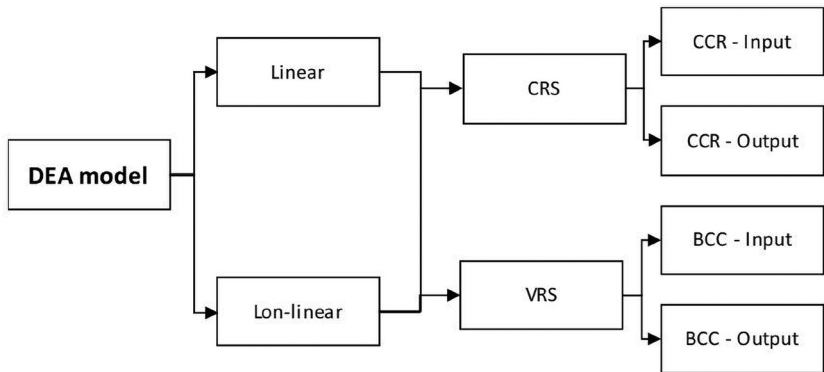 DEA model
Linear
Lon-linear
CRS
VRS
CCR - Input
CCR - Output
BCC - Input
BCC - Output